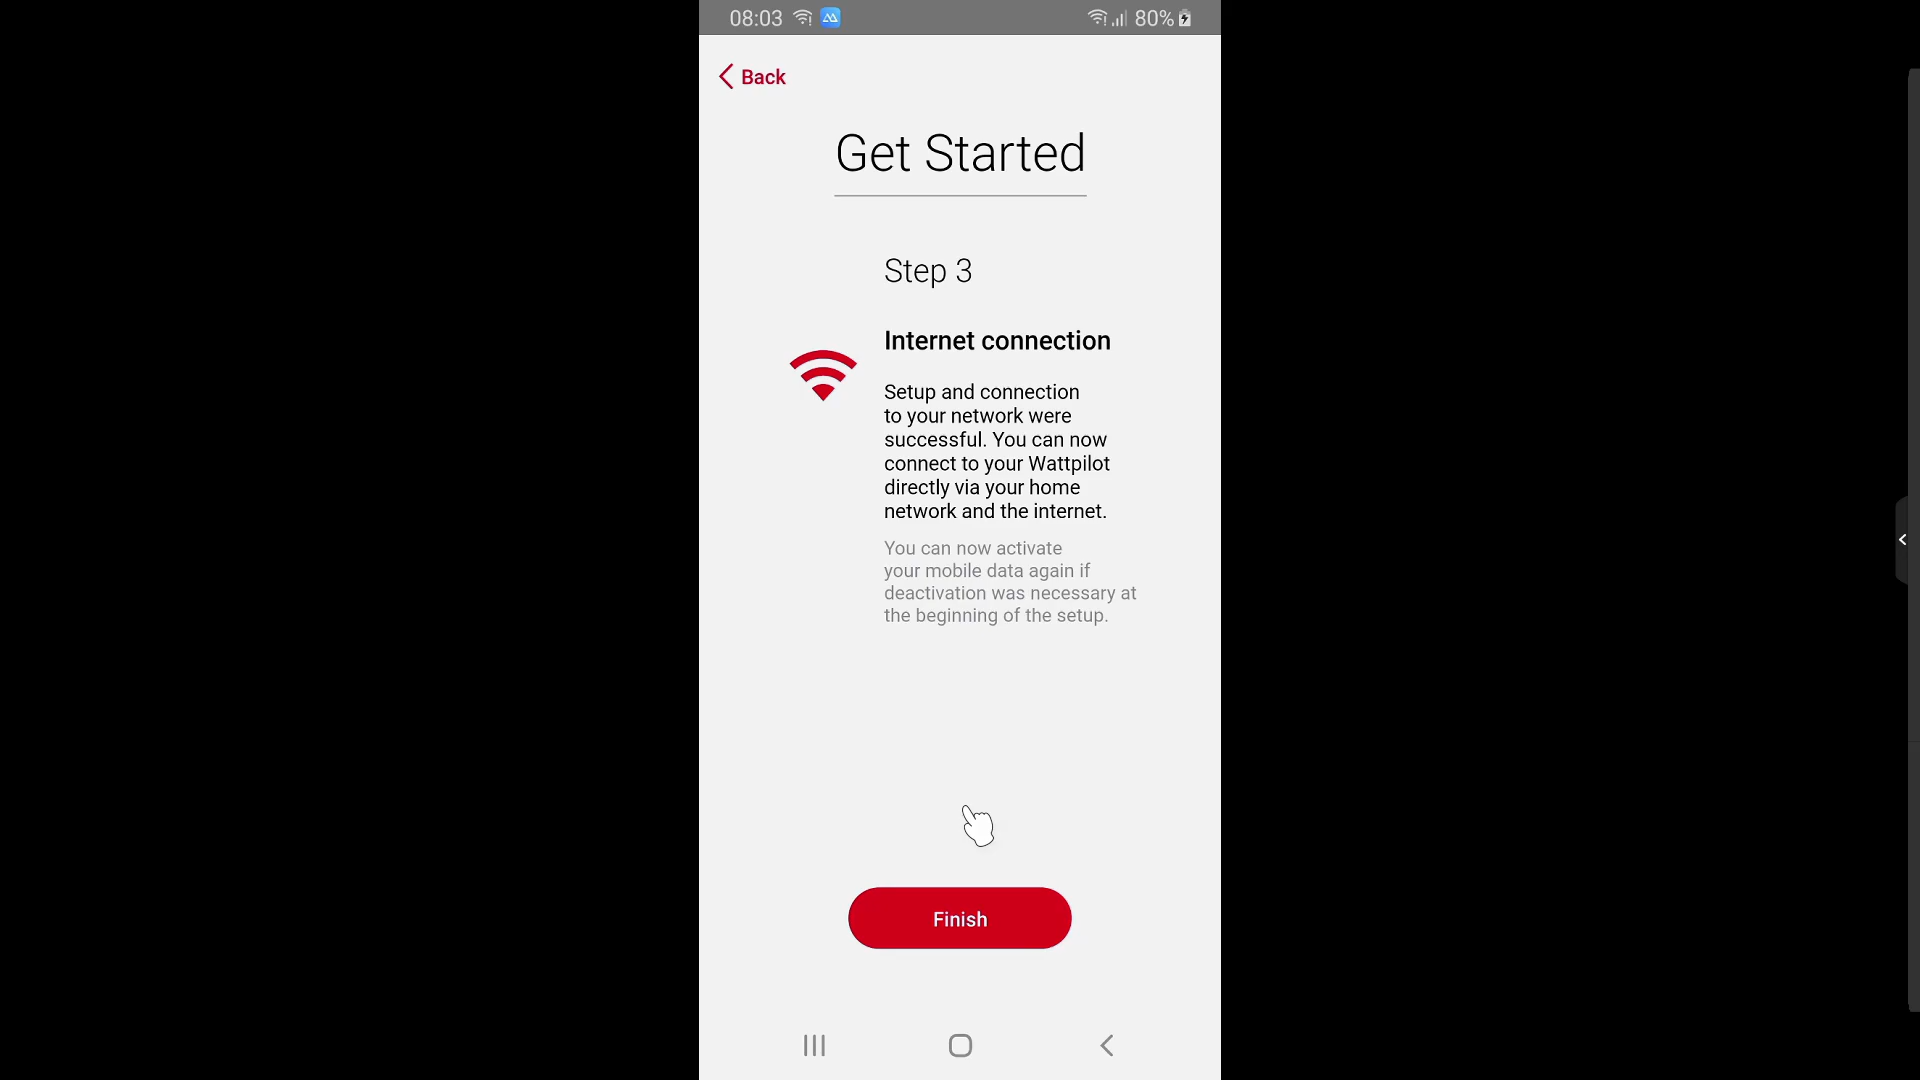 08:03 80%
Back
Get Started
Step 3
Internet connection
Setup and connection
to your network were
successful. You can now
connect to your Wattpilot
directly via your home
network and the internet.
You can now activate
your mobile data again if
deactivation was necessary at
the beginning of the setup.
Finish